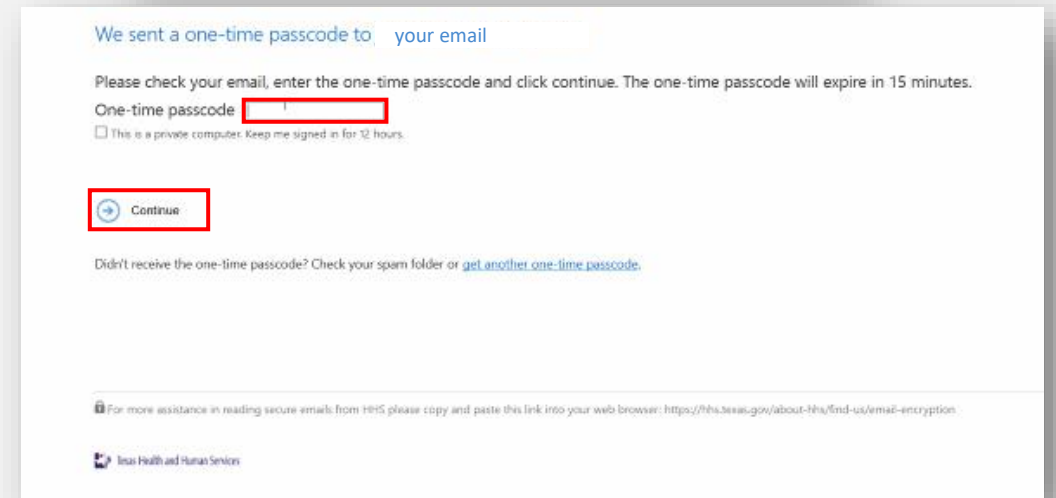 We sent a one-time passcode to your email
Please check your email, enter the one-time passcode and click continue. The one-time passcode will expire in 15 minutes.
One-time passcode
This is a private computer. Keep me signed in for 12 hours.
Continue
Didn't receive the one-time passcode? Check your spam folder or get another one-time passcode.
For more assistance in reading secure emails from HHS please copy and paste this link into your web browser: https://hhs.texas.gov/about-hhs/find-us/email-encryption
Texas Health and Human Services